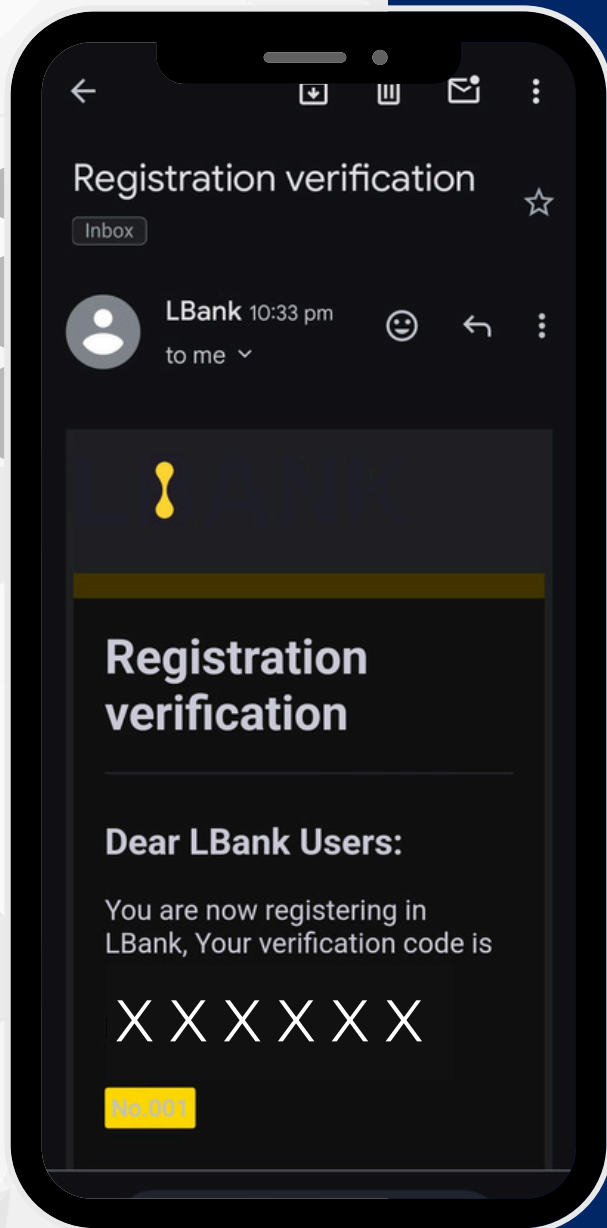 Registration verification
Inbox
LBank 10:33 pm
to me
LBANK
Registration
verification
Dear LBank Users:
You are now registering in
LBank, Your verification code is
X X X X X X
No.001